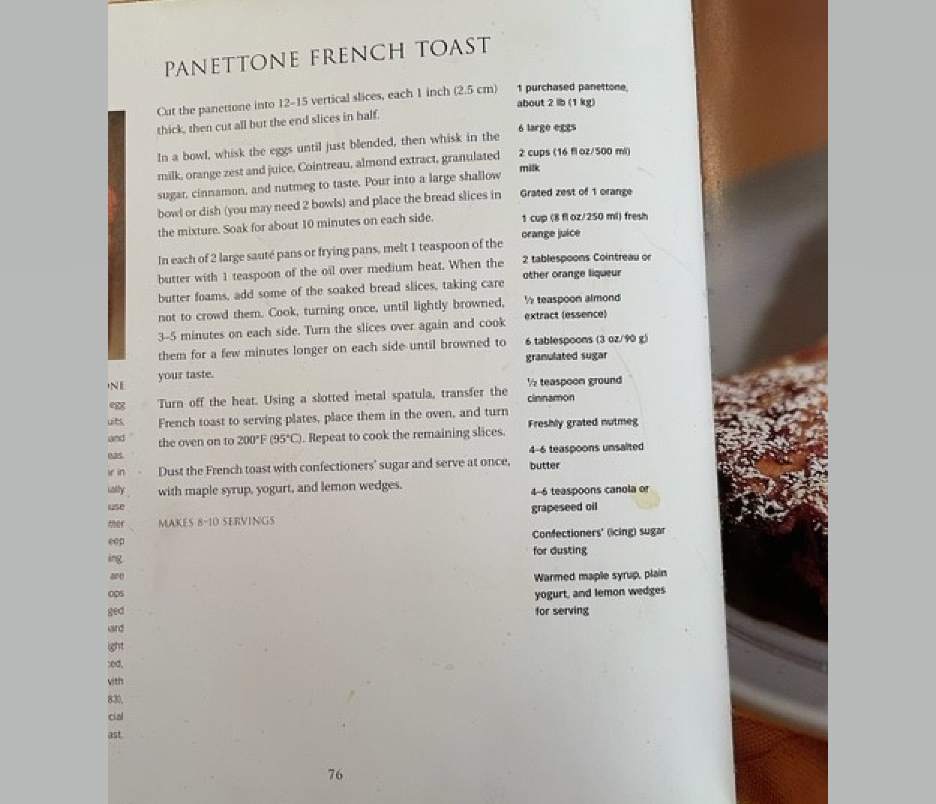 PANETTONE FRENCH TOAST
Cut the panettone into 12–15 vertical slices, each 1 inch (2.5 cm)
thick, then cut all but the end slices in half.
In a bowl, whisk the eggs until just blended, then whisk in the
milk, orange zest and juice, Cointreau, almond extract, granulated
sugar, cinnamon, and nutmeg to taste. Pour into a large shallow
bowl or dish (you may need 2 bowls) and place the bread slices in
the mixture. Soak for about 10 minutes on each side.
In each of 2 large sauté pans or frying pans, melt 1 teaspoon of the
butter with 1 teaspoon of the oil over medium heat. When the
butter foams, add some of the soaked bread slices, taking care
not to crowd them. Cook, turning once, until lightly browned,
3–5 minutes on each side. Turn the slices over again and cook
them for a few minutes longer on each side until browned to
your taste.
Turn off the heat. Using a slotted metal spatula, transfer the
French toast to serving plates, place them in the oven, and turn
the oven on to 200°F (95°C). Repeat to cook the remaining slices.
Dust the French toast with confectioners' sugar and serve at once,
with maple syrup, yogurt, and lemon wedges.
MAKES 8–10 SERVINGS
1 purchased panettone,
about 2 lb (1 kg)
6 large eggs
2 cups (16 fl oz/500 ml)
milk
Grated zest of 1 orange
1 cup (8 fl oz/250 ml) fresh
orange juice
2 tablespoons Cointreau or
other orange liqueur
½ teaspoon almond
extract (essence)
6 tablespoons (3 oz/90 g)
granulated sugar
½ teaspoon ground
cinnamon
Freshly grated nutmeg
4–6 teaspoons unsalted
butter
4–6 teaspoons canola or
grapeseed oil
Confectioners' (icing) sugar
for dusting
Warmed maple syrup, plain
yogurt, and lemon wedges
for serving
egg
and
are
76